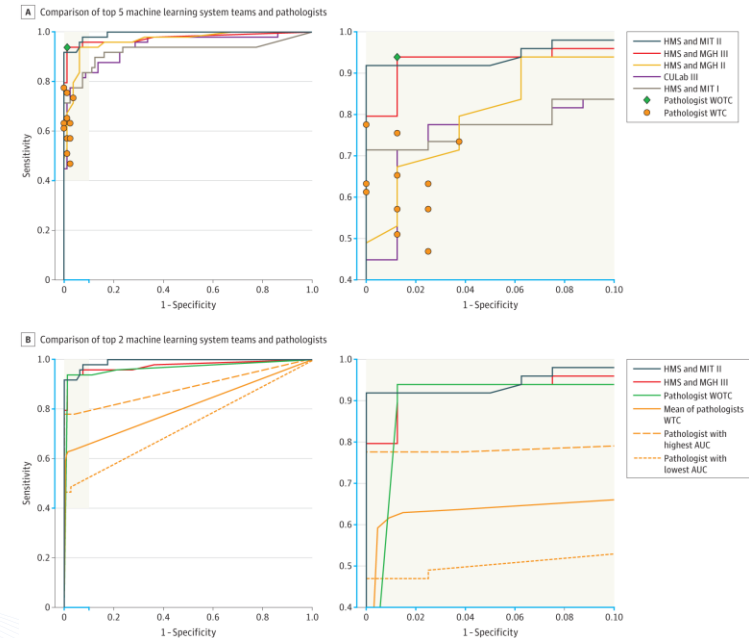 A Comparison of top 5 machine learning system teams and pathologists
1.0
0.8
0.6
0.4
0.2
0
Sensitivity
0 0.2 0.4 0.6 0.8 1.0
1 - Specificity
1.0
0.9
0.8
0.7
0.6
0.5
0.4
0 0.02 0.04 0.06 0.08 0.10
1 - Specificity
HMS and MIT II
HMS and MGH III
HMS and MGH II
CULab III
HMS and MIT I
Pathologist WOTC
Pathologist WTC
B Comparison of top 2 machine learning system teams and pathologists
1.0
0.8
0.6
0.4
0.2
0
Sensitivity
0 0.2 0.4 0.6 0.8 1.0
1 - Specificity
1.0
0.9
0.8
0.7
0.6
0.5
0.4
0 0.02 0.04 0.06 0.08 0.10
1 - Specificity
HMS and MIT II
HMS and MGH III
Pathologist WOTC
Mean of pathologists
WTC
Pathologist with
highest AUC
Pathologist with
lowest AUC